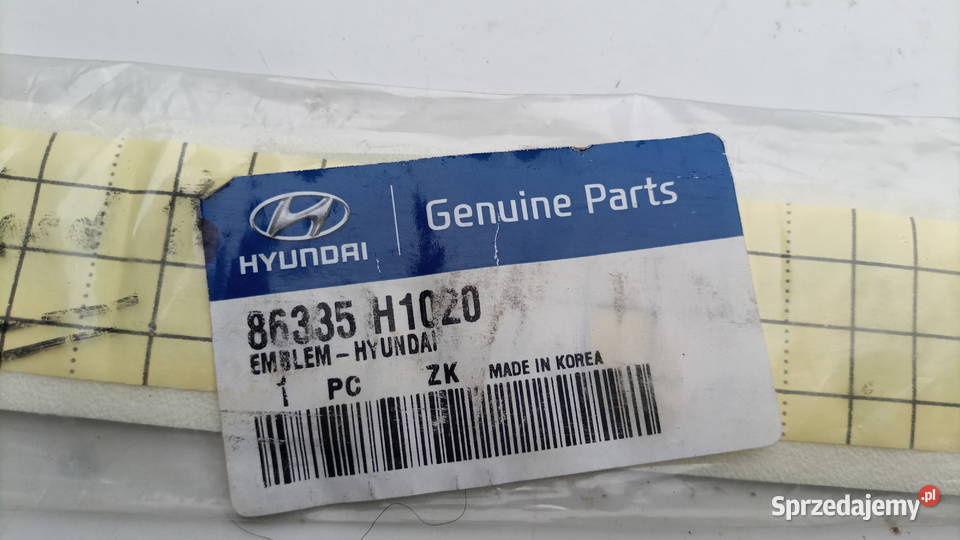 HYUNDAI
Genuine Parts
86335 H1020
EMBLEM-HYUNDAI
1 PC ZK MADE IN KOREA
Sprzedajemy.pl